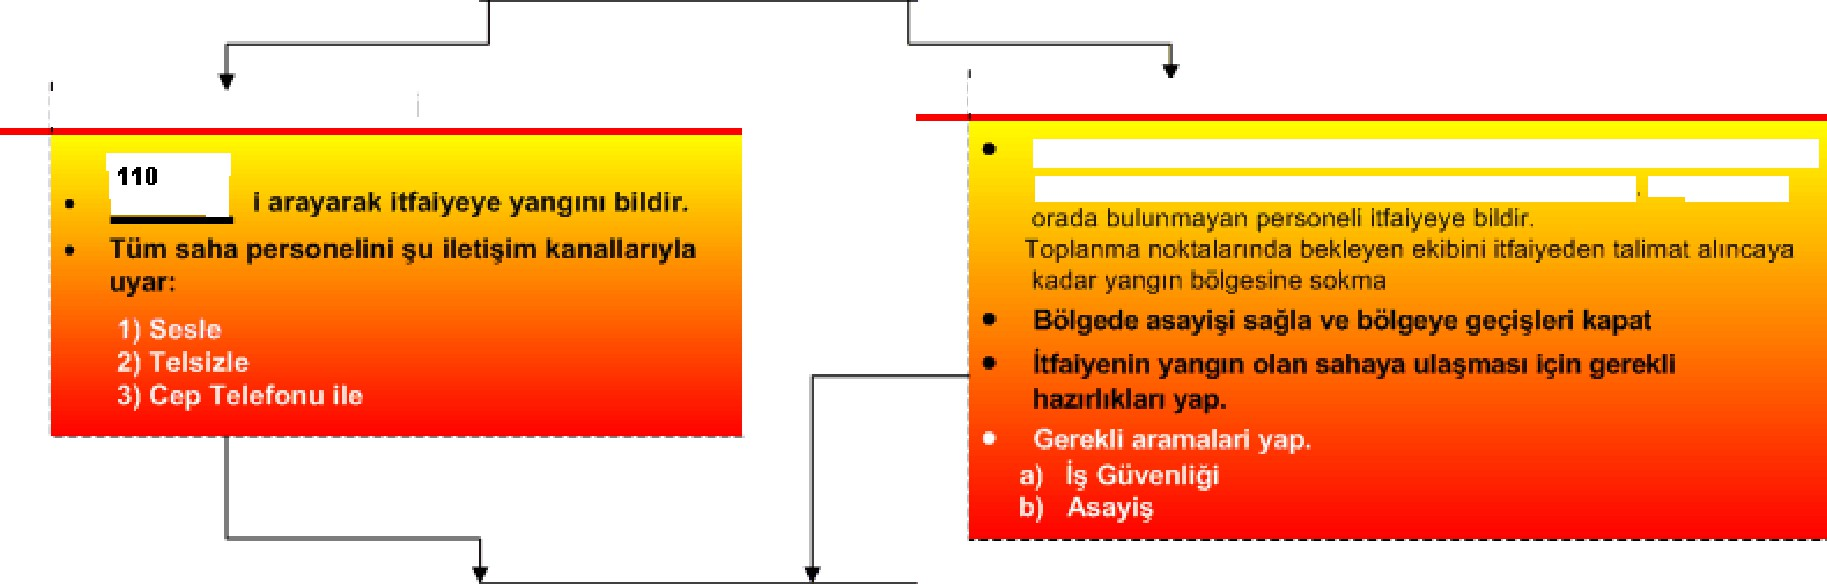 110
i arayarak itfaiyeye yangını bildir.
Tüm saha personelini şu iletişim kanallarıyla
uyar:
1) Sesle
2) Telsizle
3) Cep Telefonu ile
orada bulunmayan personeli itfaiyeye bildir.
Toplanma noktalarında bekleyen ekibini itfaiyeden talimat alıncaya
kadar yangın bölgesine sokma
Bölgede asayişi sağla ve bölgeye geçişleri kapat
İtfaiyenin yangın olan sahaya ulaşması için gerekli
hazırlıkları yap.
Gerekli aramalari yap.
a) İş Güvenliği
b) Asayiş